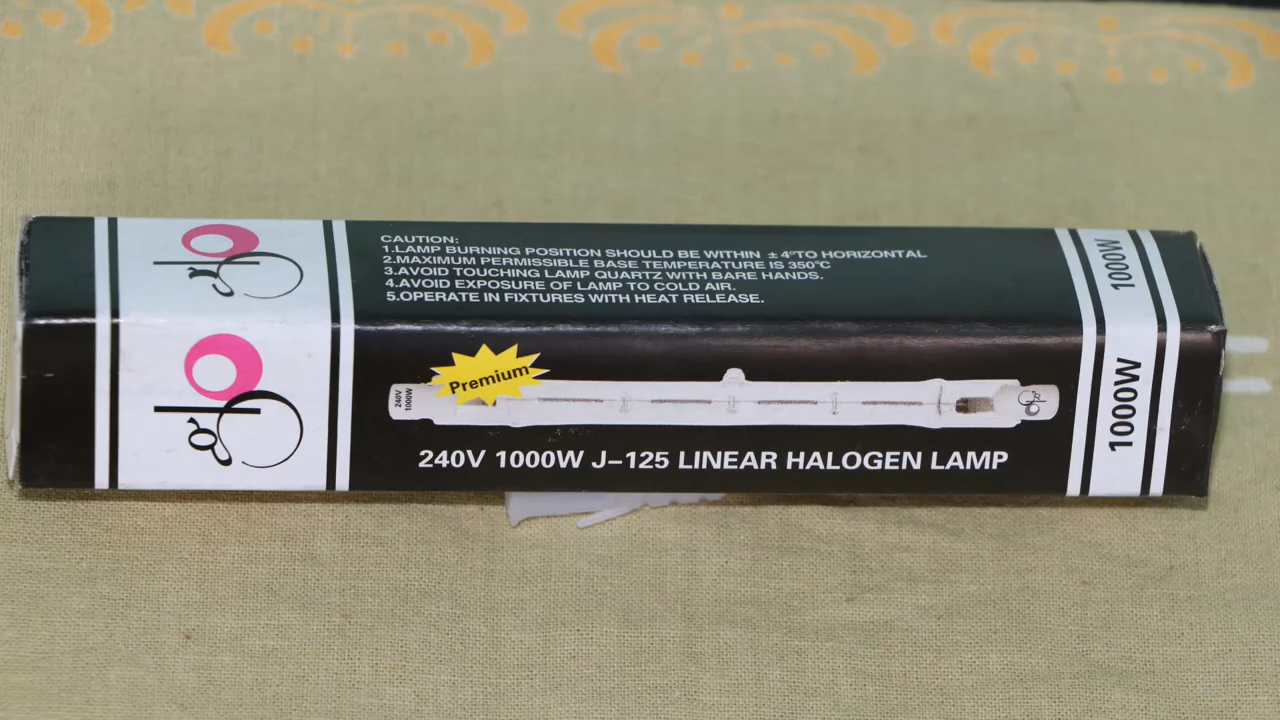 CAUTION:
1.LAMP BURNING POSITION SHOULD BE WITHIN ±4°TO HORIZONTAL
2.MAXIMUM PERMISSIBLE BASE TEMPERATURE IS 350℃
3.AVOID TOUCHING LAMP QUARTZ WITH BARE HANDS.
4.AVOID EXPOSURE OF LAMP TO COLD AIR.
5.OPERATE IN FIXTURES WITH HEAT RELEASE.
1000W
Premium
240V
1000W
240V 1000W J-125 LINEAR HALOGEN LAMP
1000W